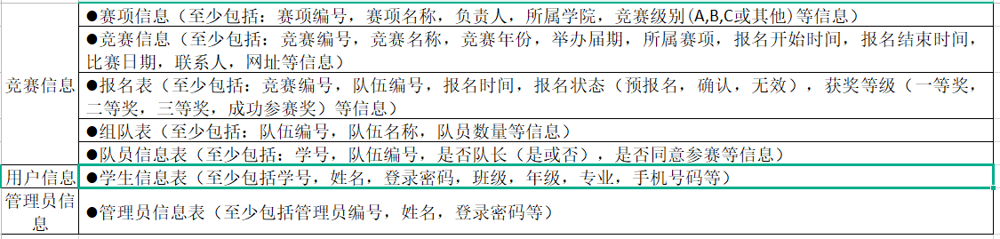 竞赛信息
●赛项信息（至少包括：赛项编号，赛项名称，负责人，所属学院，竞赛级别(A,B,C或其他)等信息）
●竞赛信息（至少包括：竞赛编号，竞赛名称，竞赛年份，举办届期，所属赛项，报名开始时间，报名结束时间，
比赛日期，联系人，网址等信息）
●报名表（至少包括：竞赛编号，队伍编号，报名时间，报名状态（预报名，确认，无效），获奖等级（一等奖，
二等奖，三等奖，成功参赛奖）等信息）
●组队表（至少包括：队伍编号，队伍名称，队员数量等信息）
●队员信息表（至少包括：学号，队伍编号，是否队长（是或否），是否同意参赛等信息）
用户信息
●学生信息表（至少包括学号，姓名，登录密码，班级，年级，专业，手机号码等）
管理员信
息
●管理员信息表（至少包括管理员编号，姓名，登录密码等）